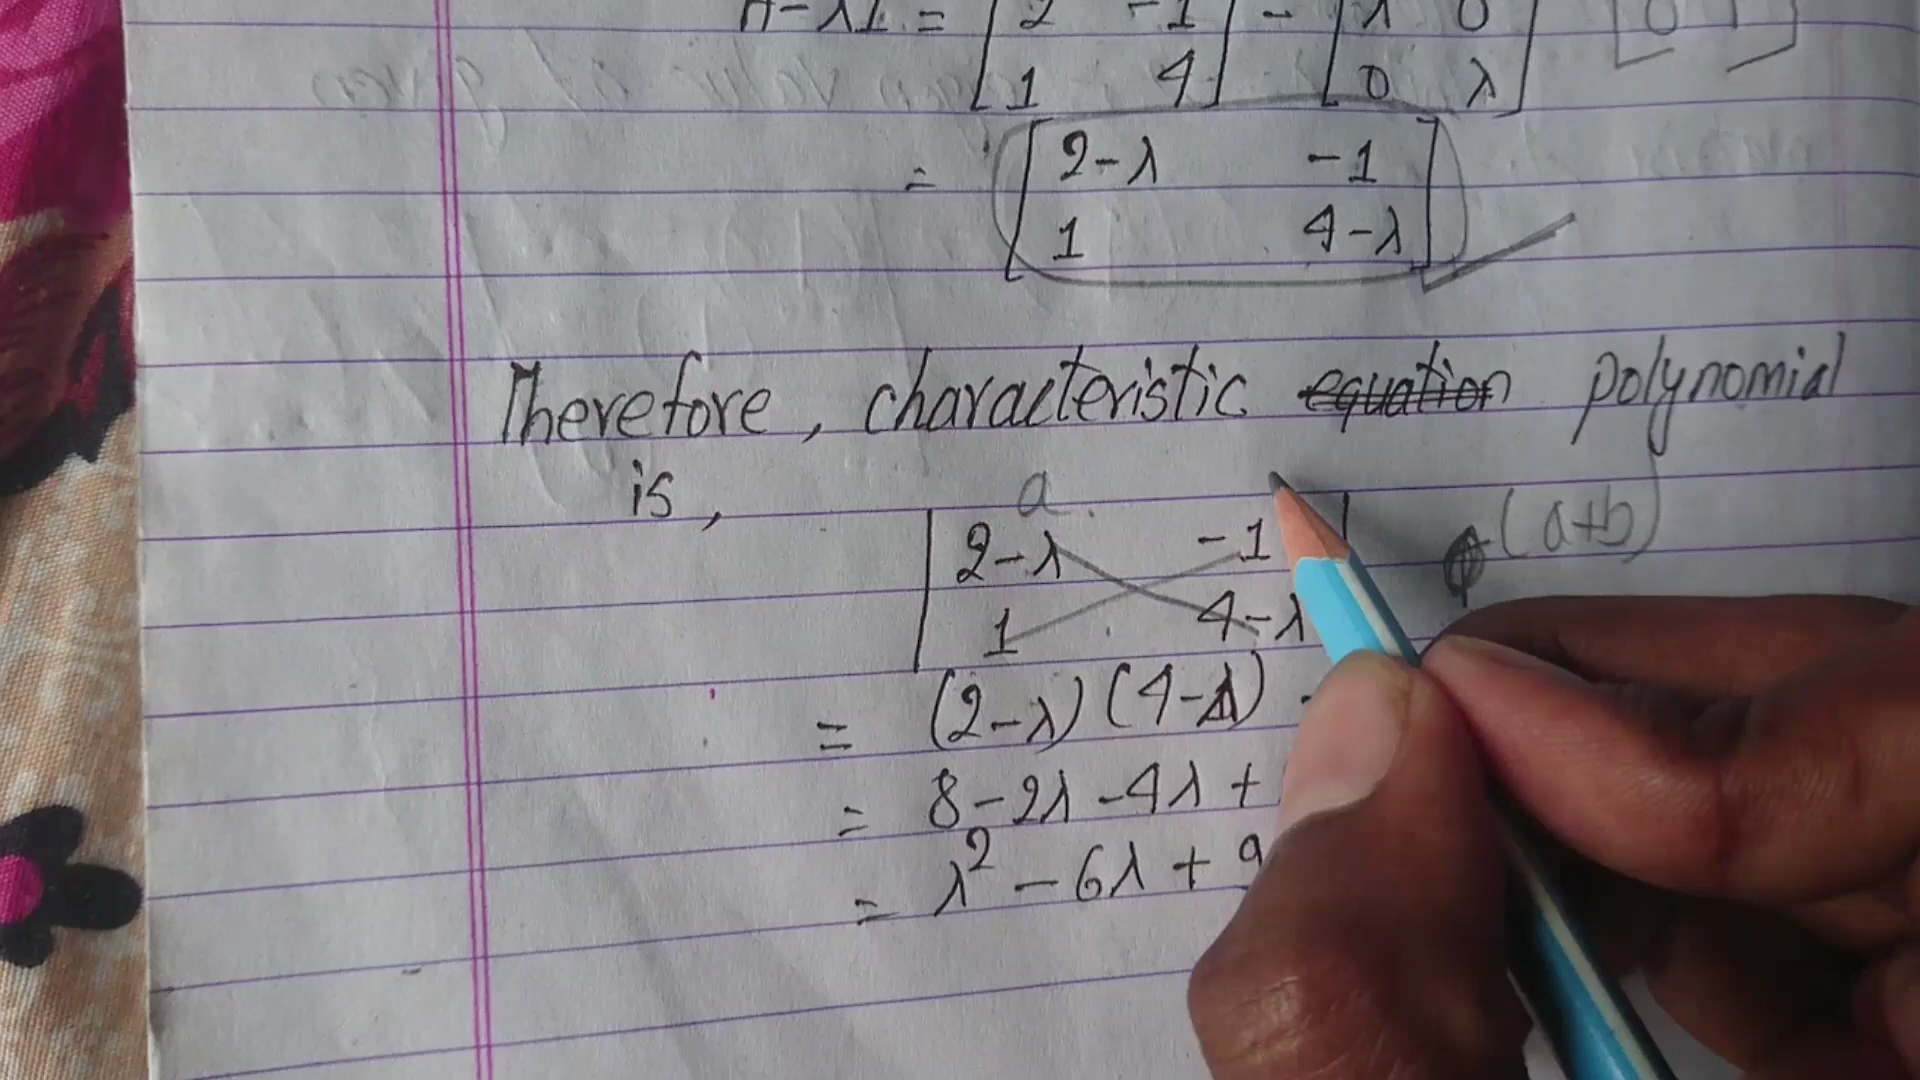 A-λI = [2 -1
1 4] - [λ 0
0 λ]
= [2-λ -1
1 4-λ]
Therefore, characteristic equation polynomial
is,
a
|2-λ -1
1 4-λ
(a+b)
= (2-λ)(4-λ) -
= 8-2λ-4λ+
= λ² - 6λ + 9